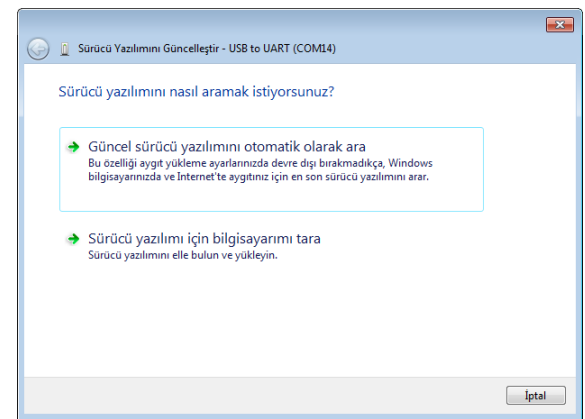 Sürücü Yazılımını Güncelleştir - USB to UART (COM14)
Sürücü yazılımını nasıl aramak istiyorsunuz?
Güncel sürücü yazılımını otomatik olarak ara
Bu özelliği aygıt yükleme ayarlarınızda devre dışı bırakmadıkça, Windows
bilgisayarınızda ve Internet'te aygıtınız için en son sürücü yazılımını arar.
Sürücü yazılımı için bilgisayarımı tara
Sürücü yazılımını elle bulun ve yükleyin.
İptal